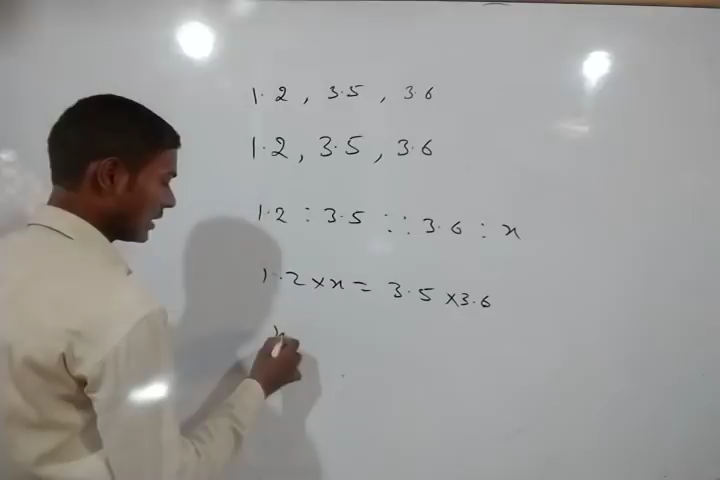 1.2 , 3.5 , 3.6
1.2 , 3.5 , 3.6
1.2 : 3.5 :: 3.6 : x
1.2 × x = 3.5 × 3.6
x